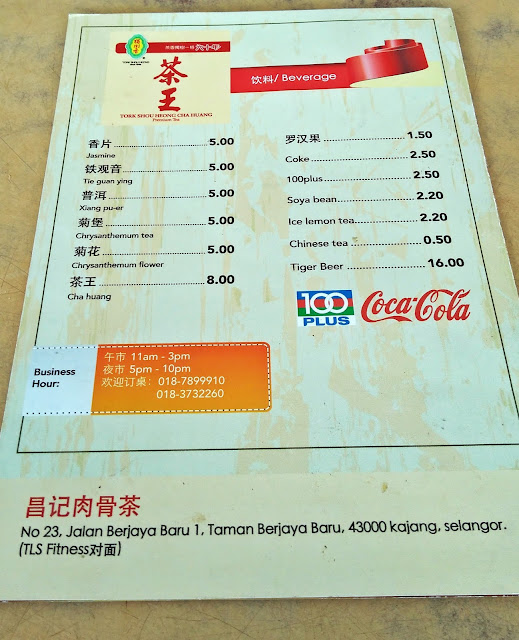 茶王
TORK SHOU HEONG CHA HUANG
Premium Tea
饮料/ Beverage
香片 5.00
Jasmine
铁观音 5.00
Tie guan ying
普洱 5.00
Xiang pu-er
菊堡 5.00
Chrysanthemum tea
菊花 5.00
Chrysanthemum flower
茶王 8.00
Cha huang
罗汉果 1.50
Coke 2.50
100plus 2.50
Soya bean 2.20
Ice lemon tea 2.20
Chinese tea 0.50
Tiger Beer 16.00
100 PLUS
Coca-Cola
Business Hour:
午市 11am - 3pm
夜市 5pm - 10pm
欢迎订桌: 018-7899910
018-3732260
昌记肉骨茶
No 23, Jalan Berjaya Baru 1, Taman Berjaya Baru, 43000 kajang, selangor.
(TLS Fitness对面)